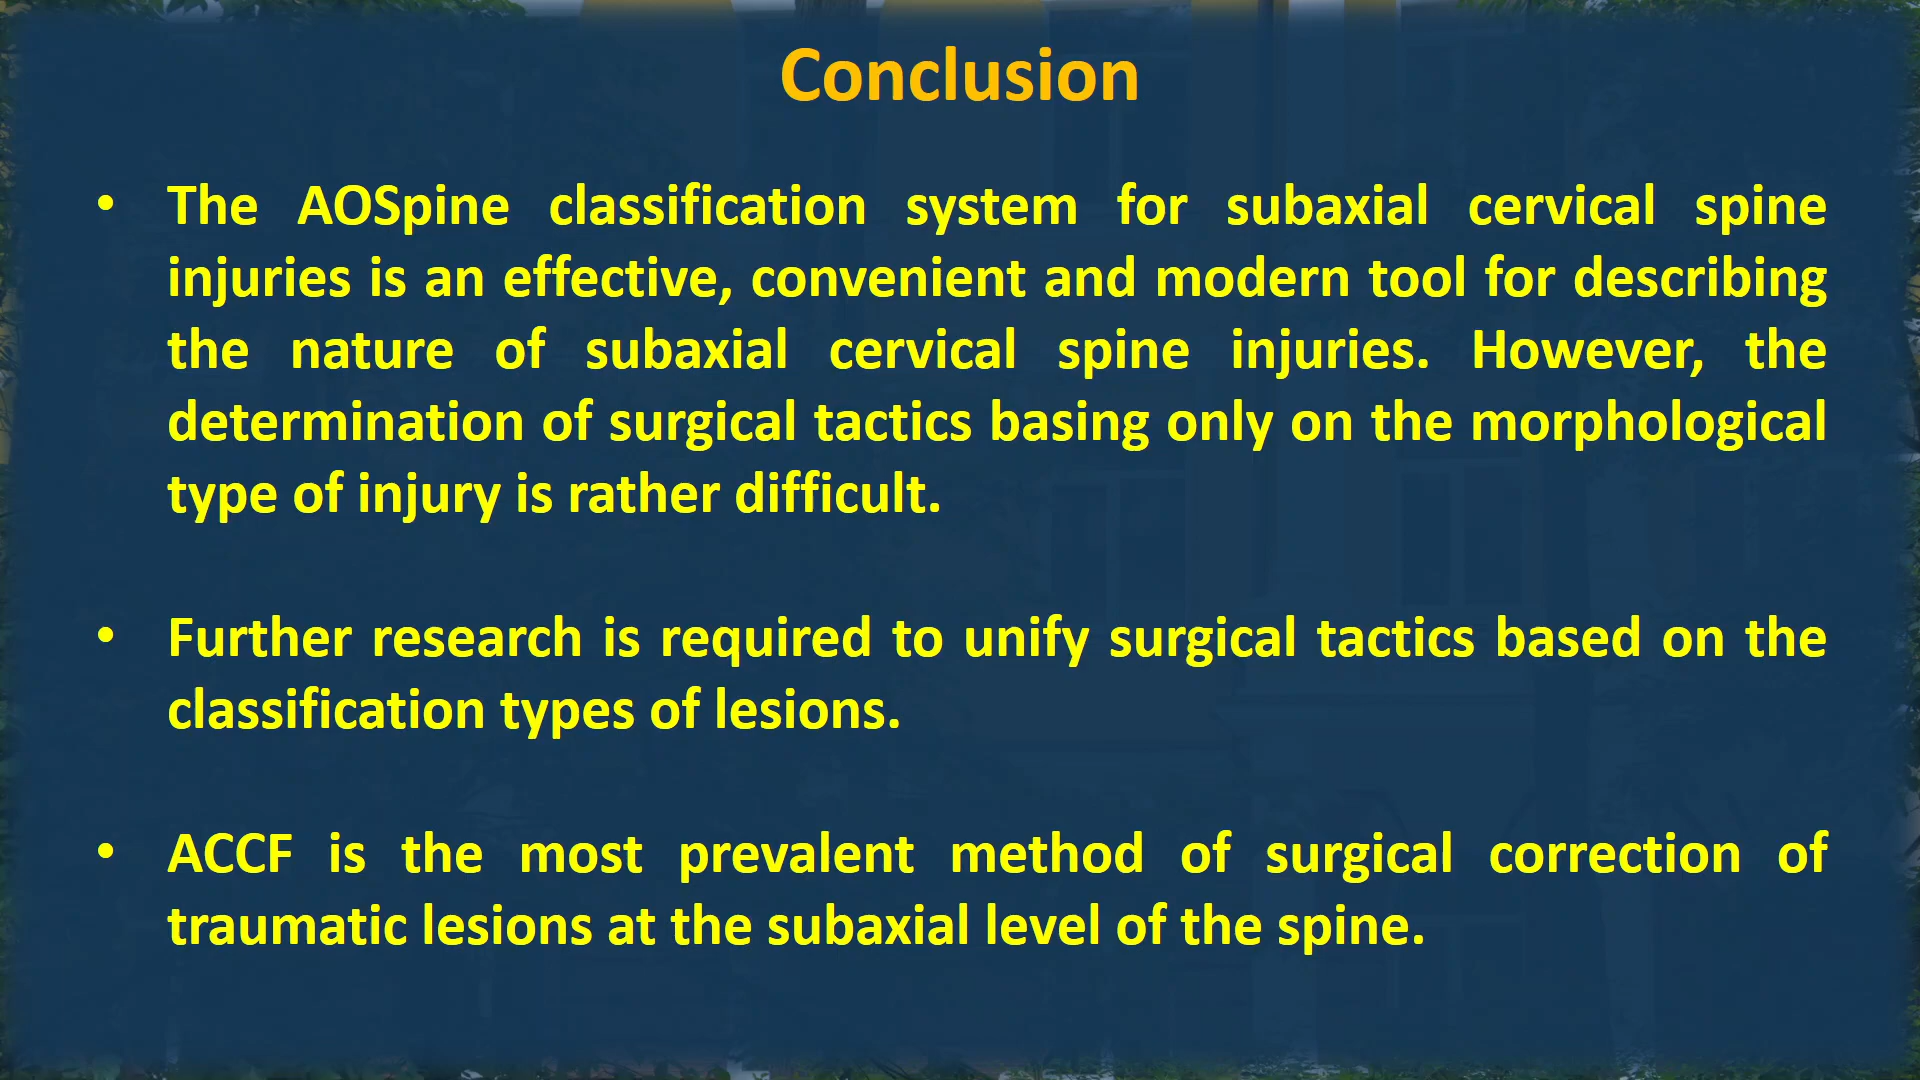 Conclusion
• The AOSpine classification system for subaxial cervical spine
injuries is an effective, convenient and modern tool for describing
the nature of subaxial cervical spine injuries. However, the
determination of surgical tactics basing only on the morphological
type of injury is rather difficult.
• Further research is required to unify surgical tactics based on the
classification types of lesions.
• ACCF is the most prevalent method of surgical correction of
traumatic lesions at the subaxial level of the spine.